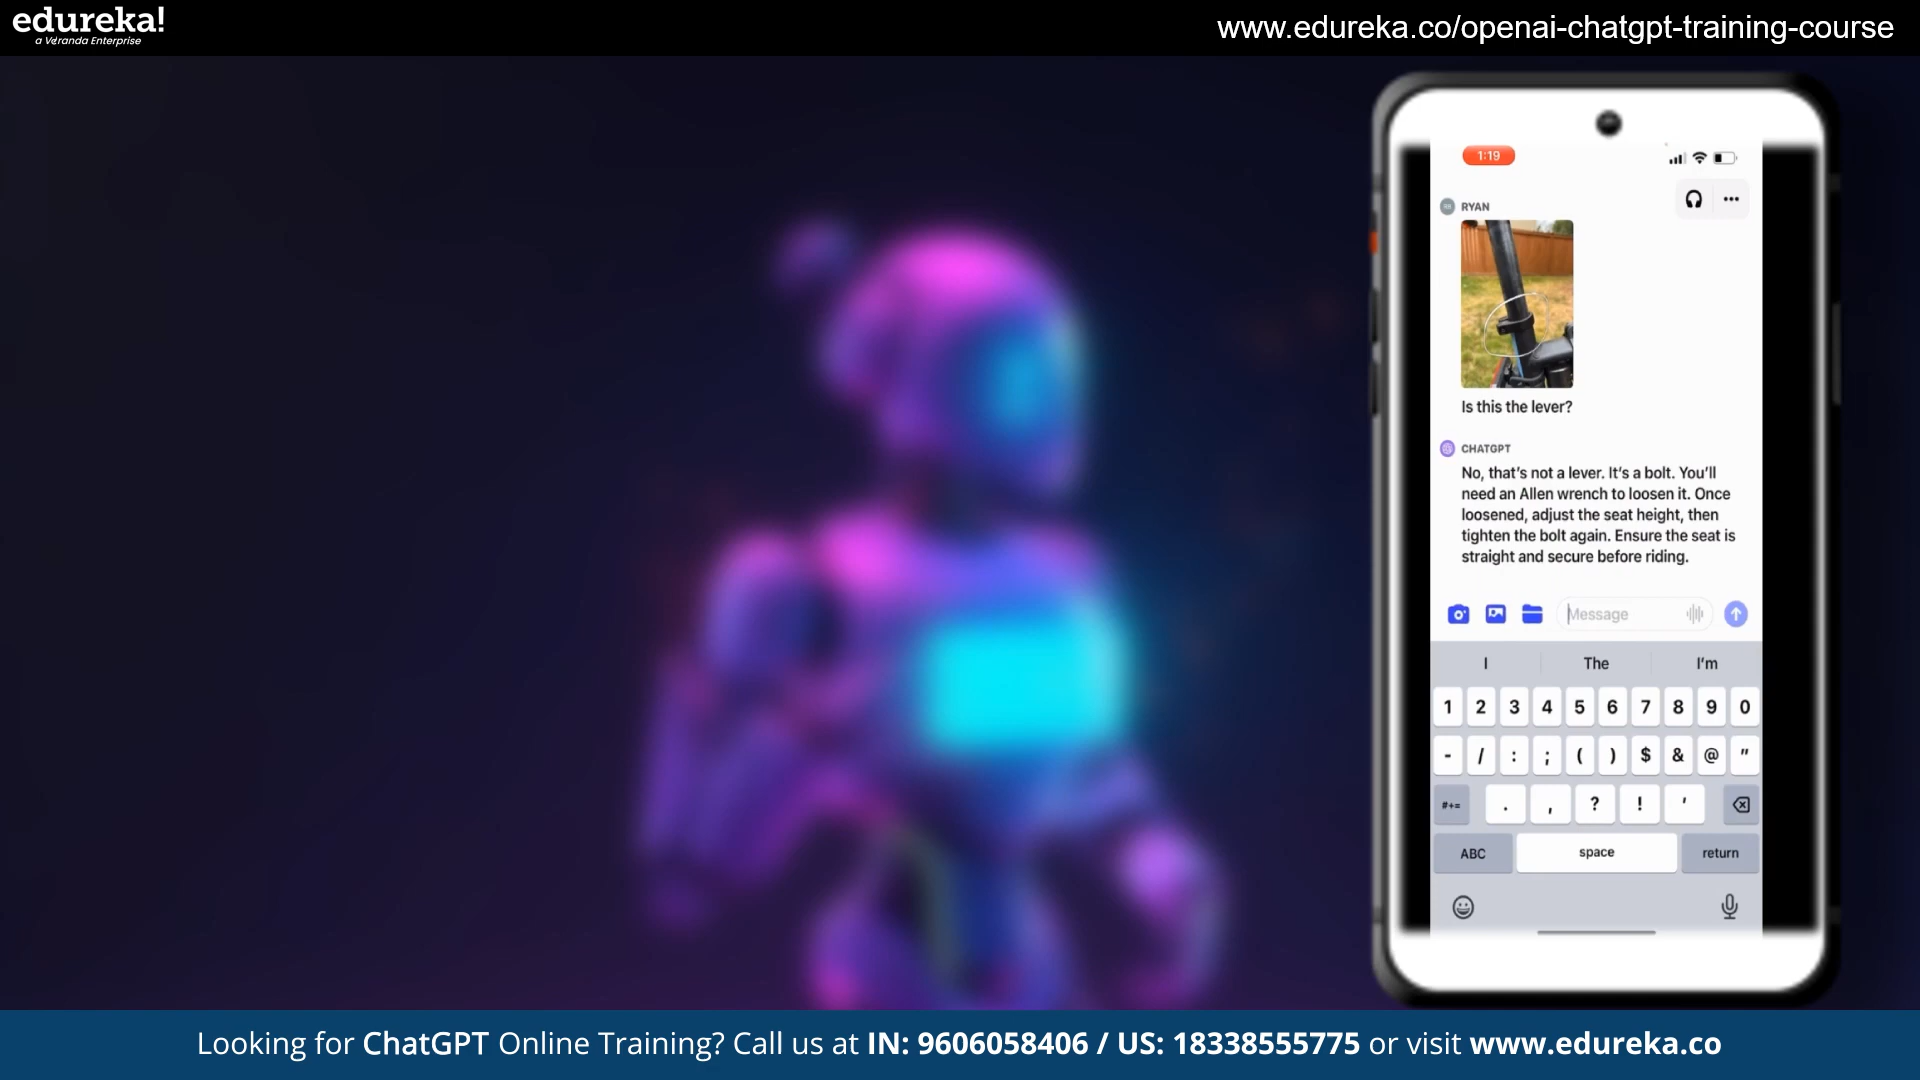 edureka!
a Veranda Enterprise
www.edureka.co/openai-chatgpt-training-course
1:19
RYAN
Is this the lever?
CHATGPT
No, that's not a lever. It's a bolt. You'll
need an Allen wrench to loosen it. Once
loosened, adjust the seat height, then
tighten the bolt again. Ensure the seat is
straight and secure before riding.
Message
I The I'm
1 2 3 4 5 6 7 8 9 0
- / : ; ( ) $ & @ "
#+= . , ? ! '
ABC space return
Looking for ChatGPT Online Training? Call us at IN: 9606058406 / US: 18338555775 or visit www.edureka.co